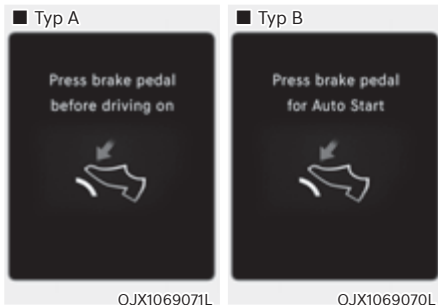 ■ Typ A
Press brake pedal
before driving on
OJX1069071L
■ Typ B
Press brake pedal
for Auto Start
OJX1069070L